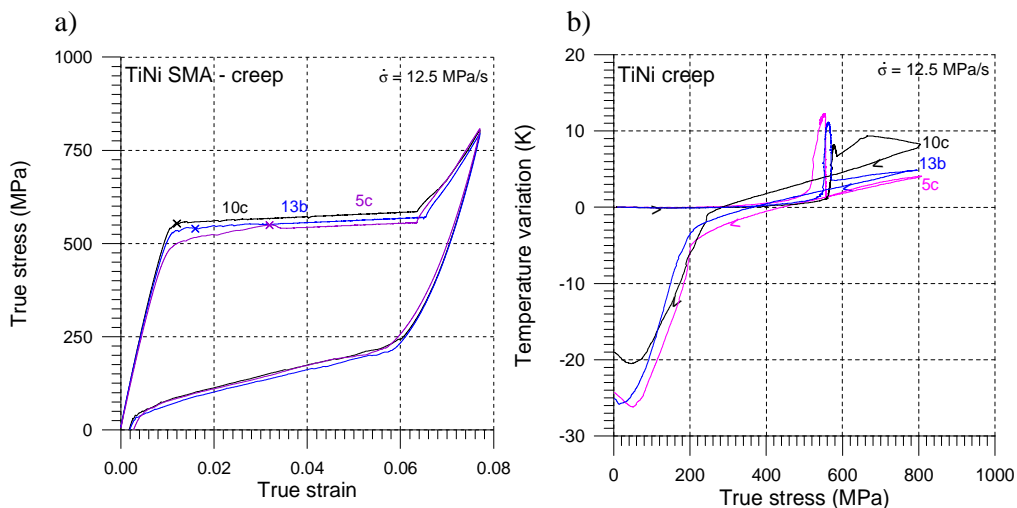 a)
TiNi SMA - creep
σ̇ = 12.5 MPa/s
10c
13b
5c
1000
750
500
250
0
0.00
0.02
0.04
0.06
0.08
True stress (MPa)
True strain
b)
TiNi creep
σ̇ = 12.5 MPa/s
10c
13b
5c
20
10
0
-10
-20
-30
0
200
400
600
800
1000
Temperature variation (K)
True stress (MPa)